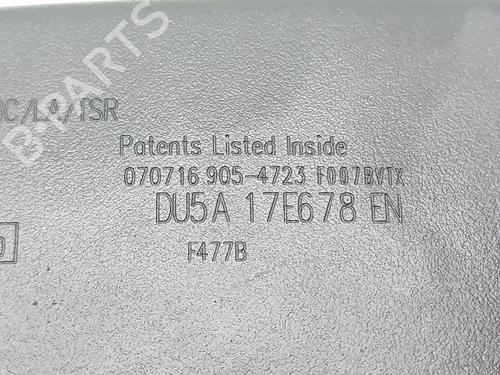 B-PARTS
C/LA/TSR
Patents Listed Inside
070716 905-4723 F007BVTX
DU5A 17E678 EN
F477B